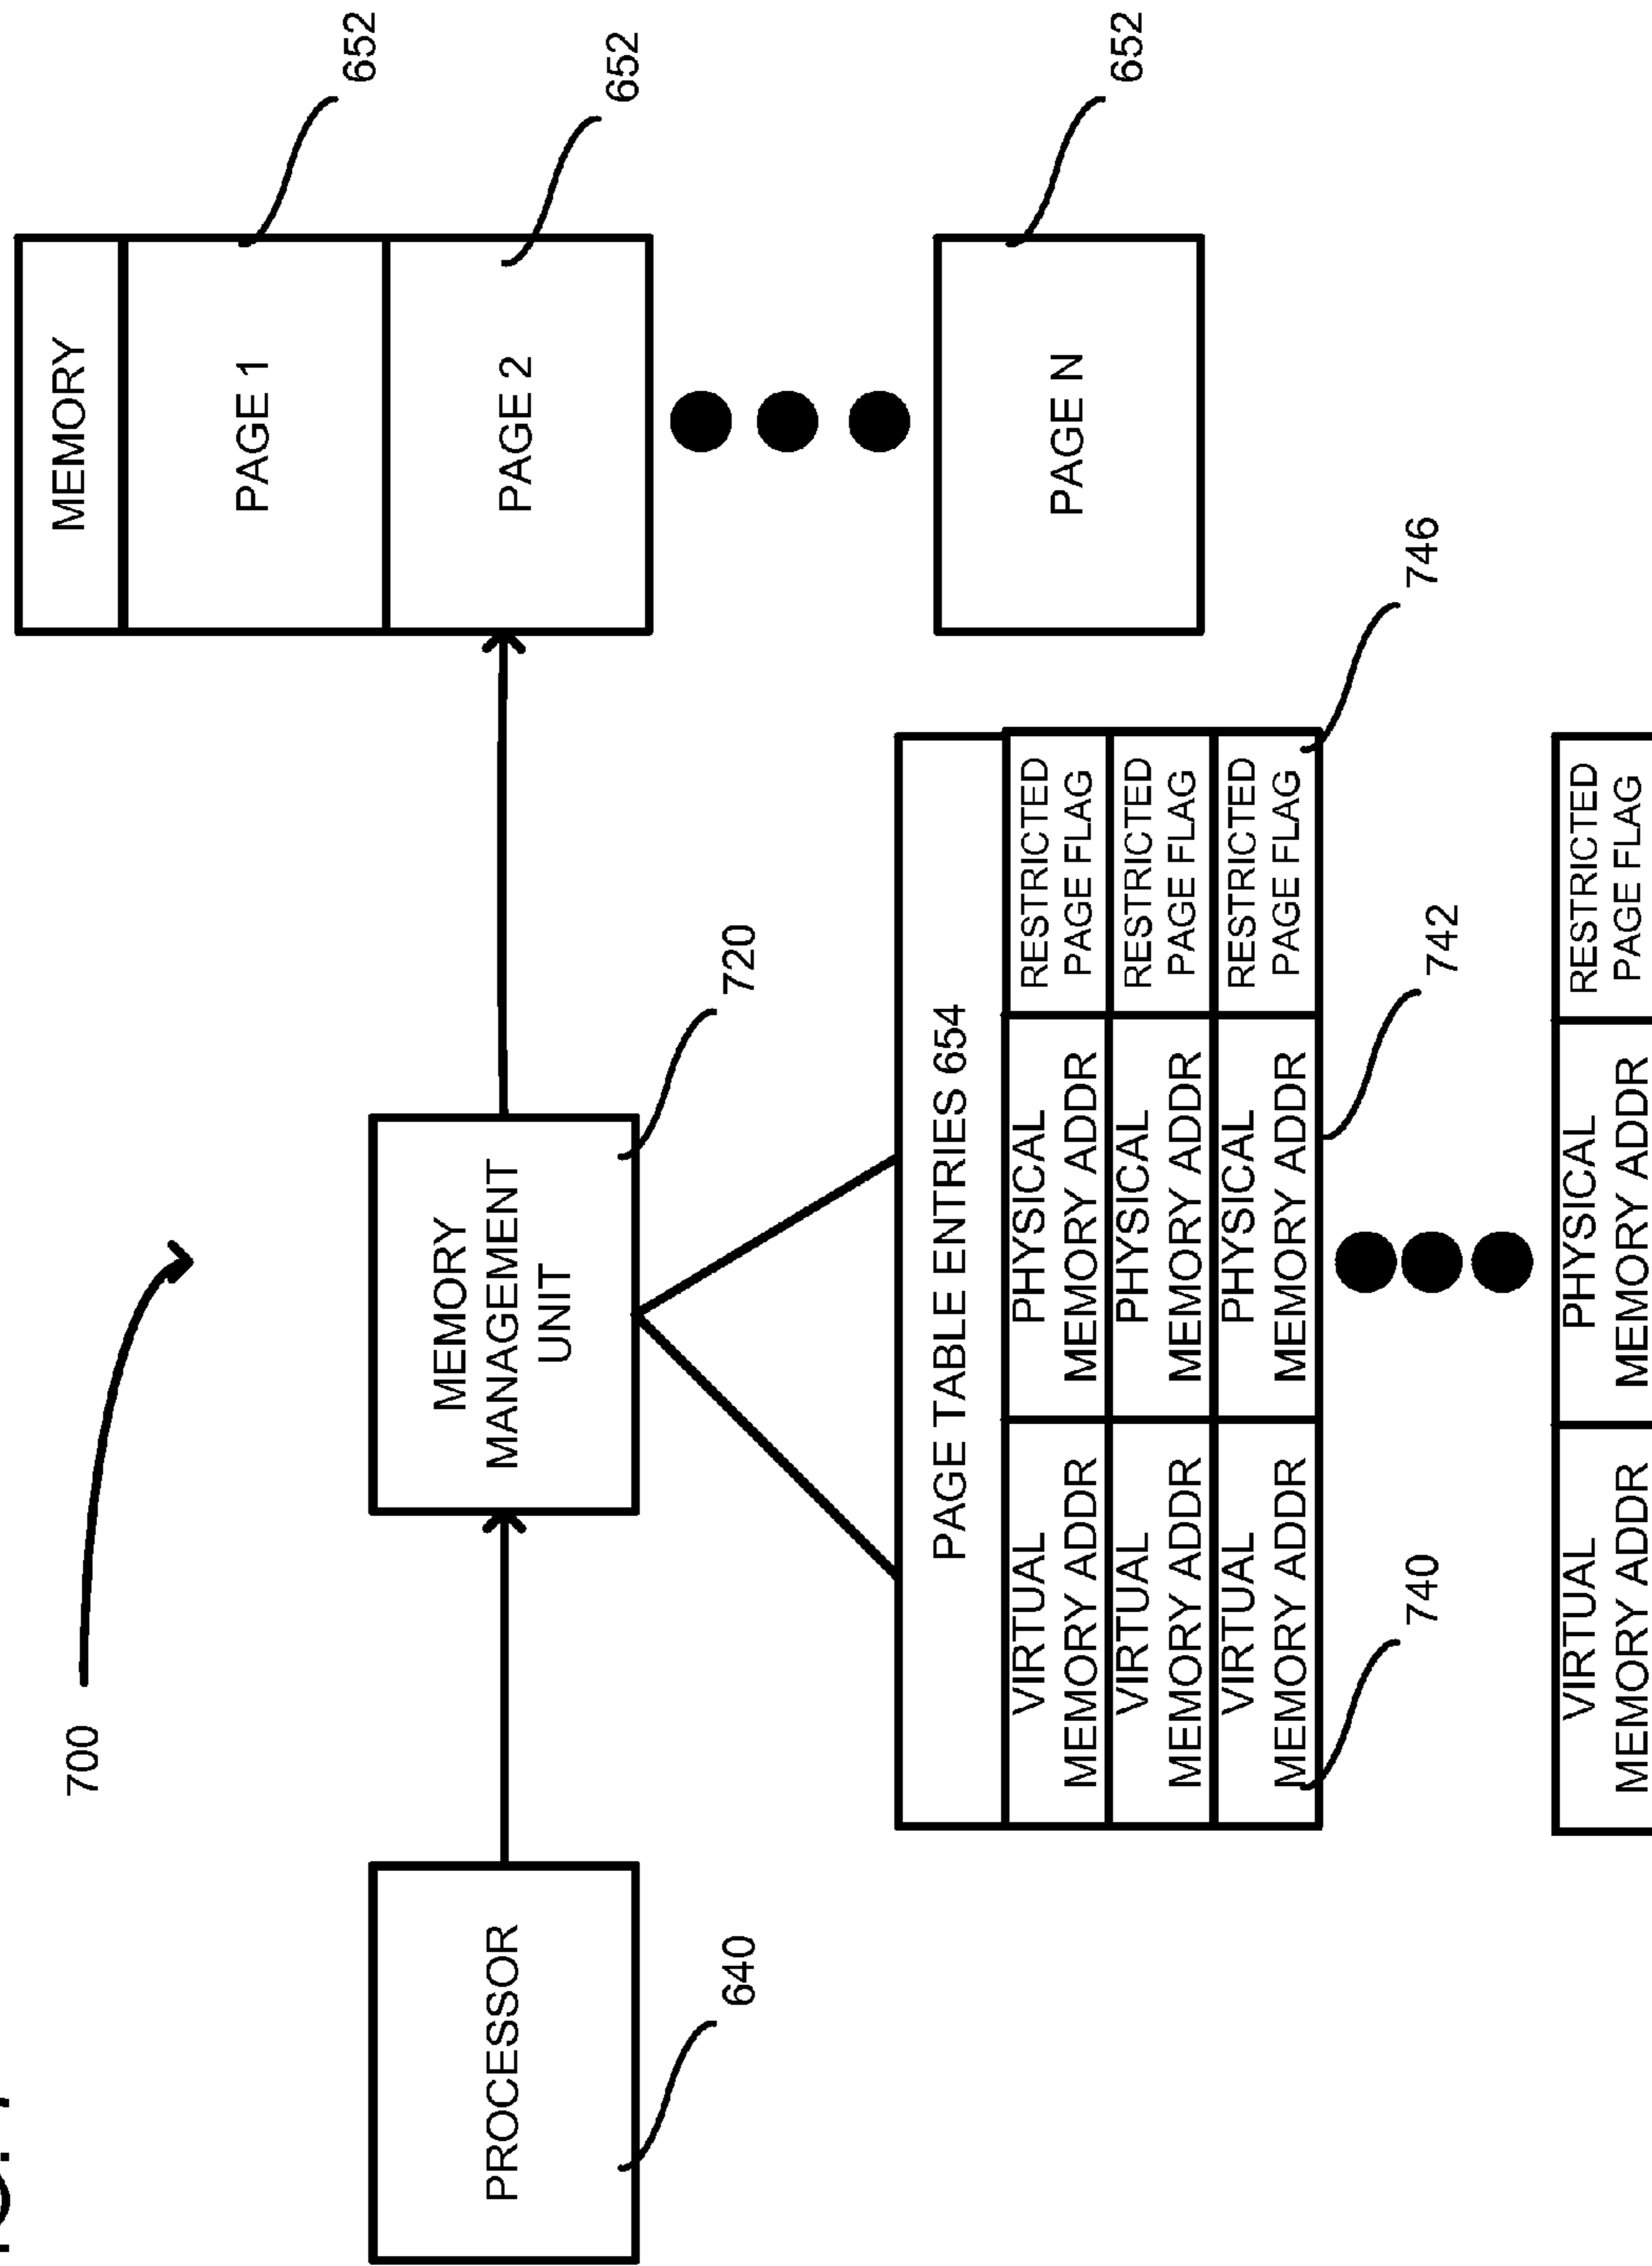 700
PROCESSOR
640
MEMORY
MANAGEMENT
UNIT
720
MEMORY
PAGE 1
652
PAGE 2
652
PAGE N
652
PAGE TABLE ENTRIES 654
VIRTUAL
MEMORY ADDR
PHYSICAL
MEMORY ADDR
RESTRICTED
PAGE FLAG
VIRTUAL
MEMORY ADDR
PHYSICAL
MEMORY ADDR
RESTRICTED
PAGE FLAG
VIRTUAL
MEMORY ADDR
PHYSICAL
MEMORY ADDR
RESTRICTED
PAGE FLAG
740
742
746
VIRTUAL
MEMORY ADDR
PHYSICAL
MEMORY ADDR
RESTRICTED
PAGE FLAG